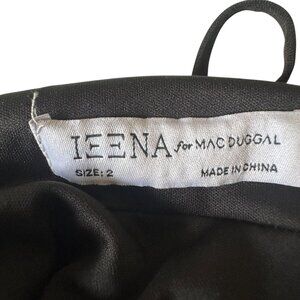 IEENA for MAC DUGGAL
SIZE: 2 MADE IN CHINA